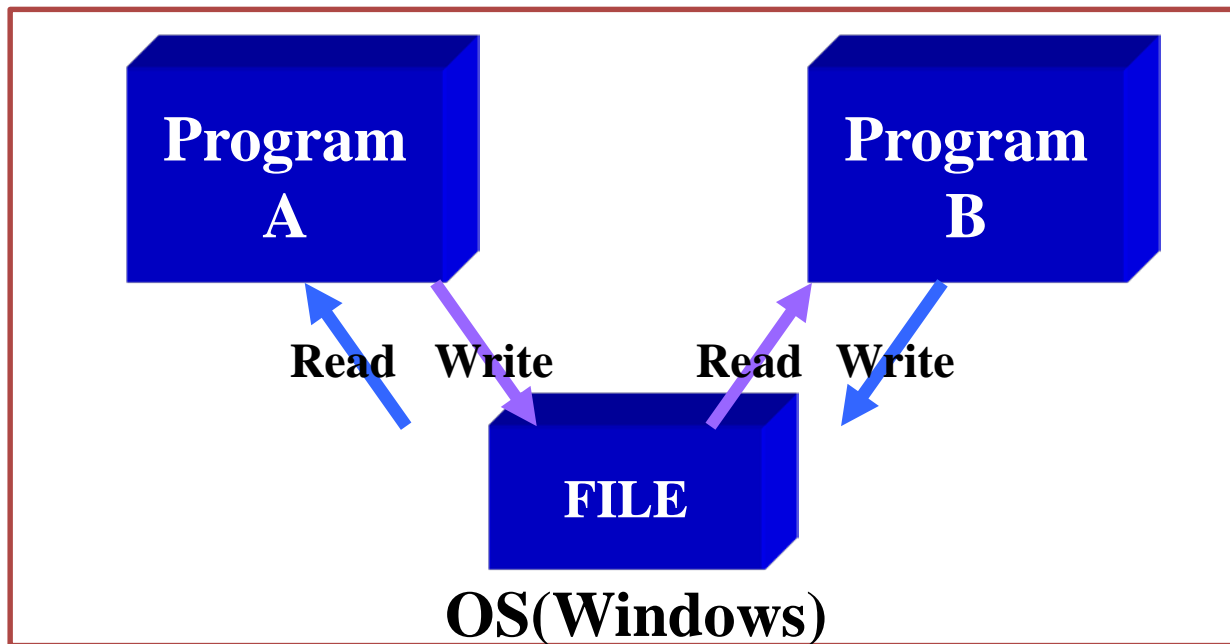 Program
A
Program
B
Read Write Read Write
FILE
OS(Windows)